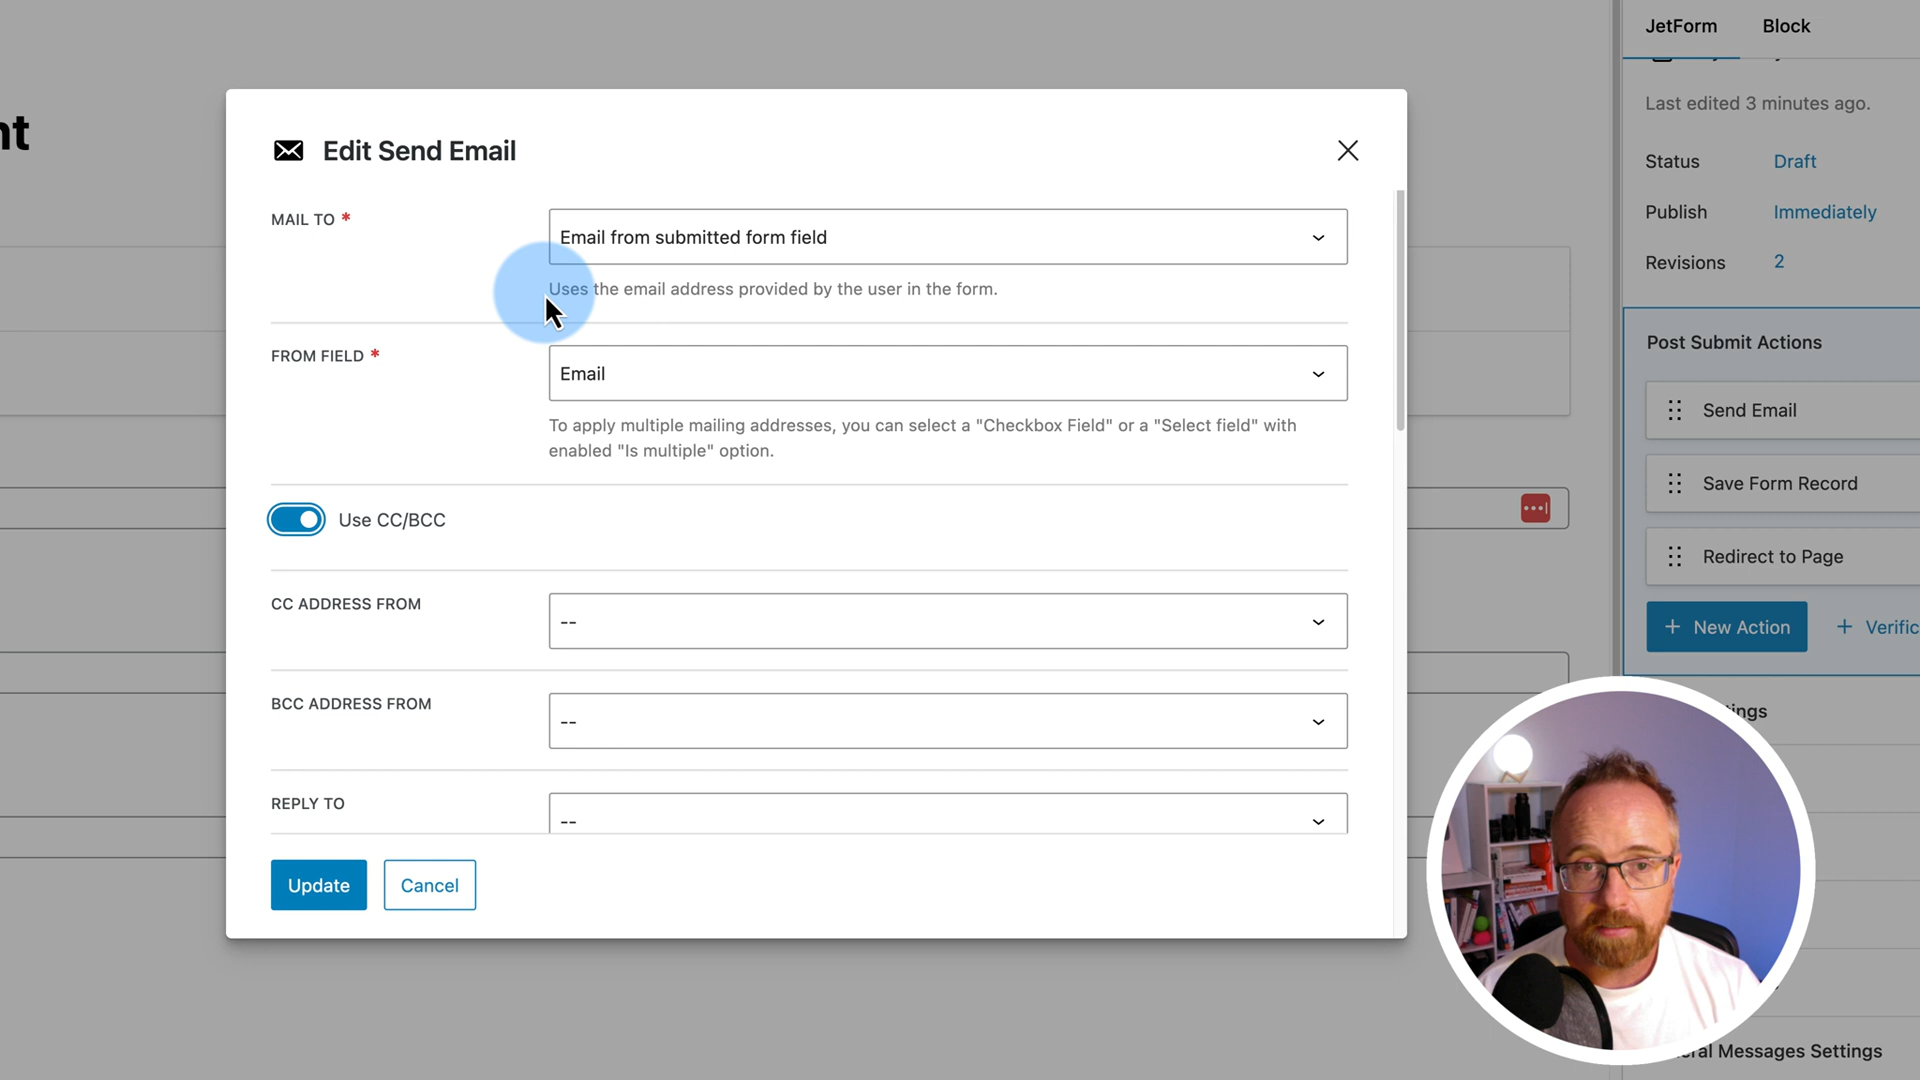 JetForm
Block
nt
Last edited 3 minutes ago.
Edit Send Email
Status
Draft
MAIL TO *
Email from submitted form field
Publish
Immediately
Revisions
2
Uses the email address provided by the user in the form.
Post Submit Actions
FROM FIELD *
Email
Send Email
To apply multiple mailing addresses, you can select a "Checkbox Field" or a "Select field" with
enabled "Is multiple" option.
Save Form Record
Use CC/BCC
Redirect to Page
CC ADDRESS FROM
--
+ New Action
+ Verific
BCC ADDRESS FROM
--
ings
REPLY TO
--
Update
Cancel
eral Messages Settings